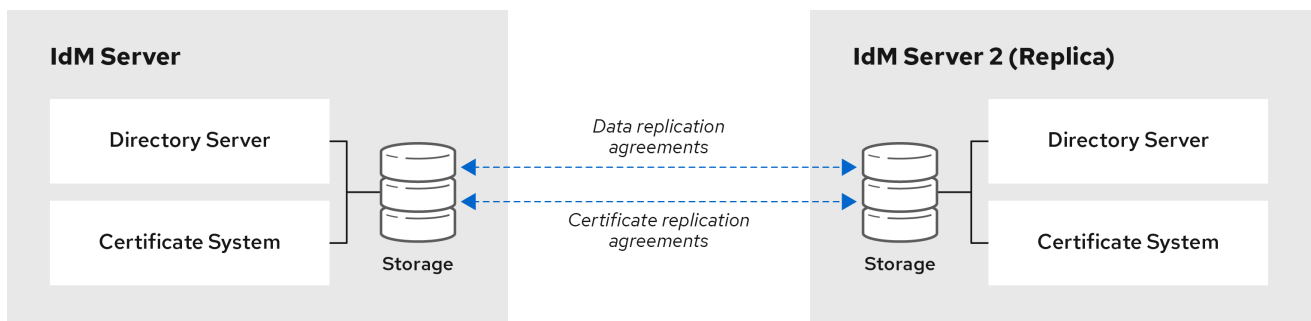 IdM Server
Directory Server
Certificate System
Storage
Data replication
agreements
Certificate replication
agreements
IdM Server 2 (Replica)
Storage
Directory Server
Certificate System